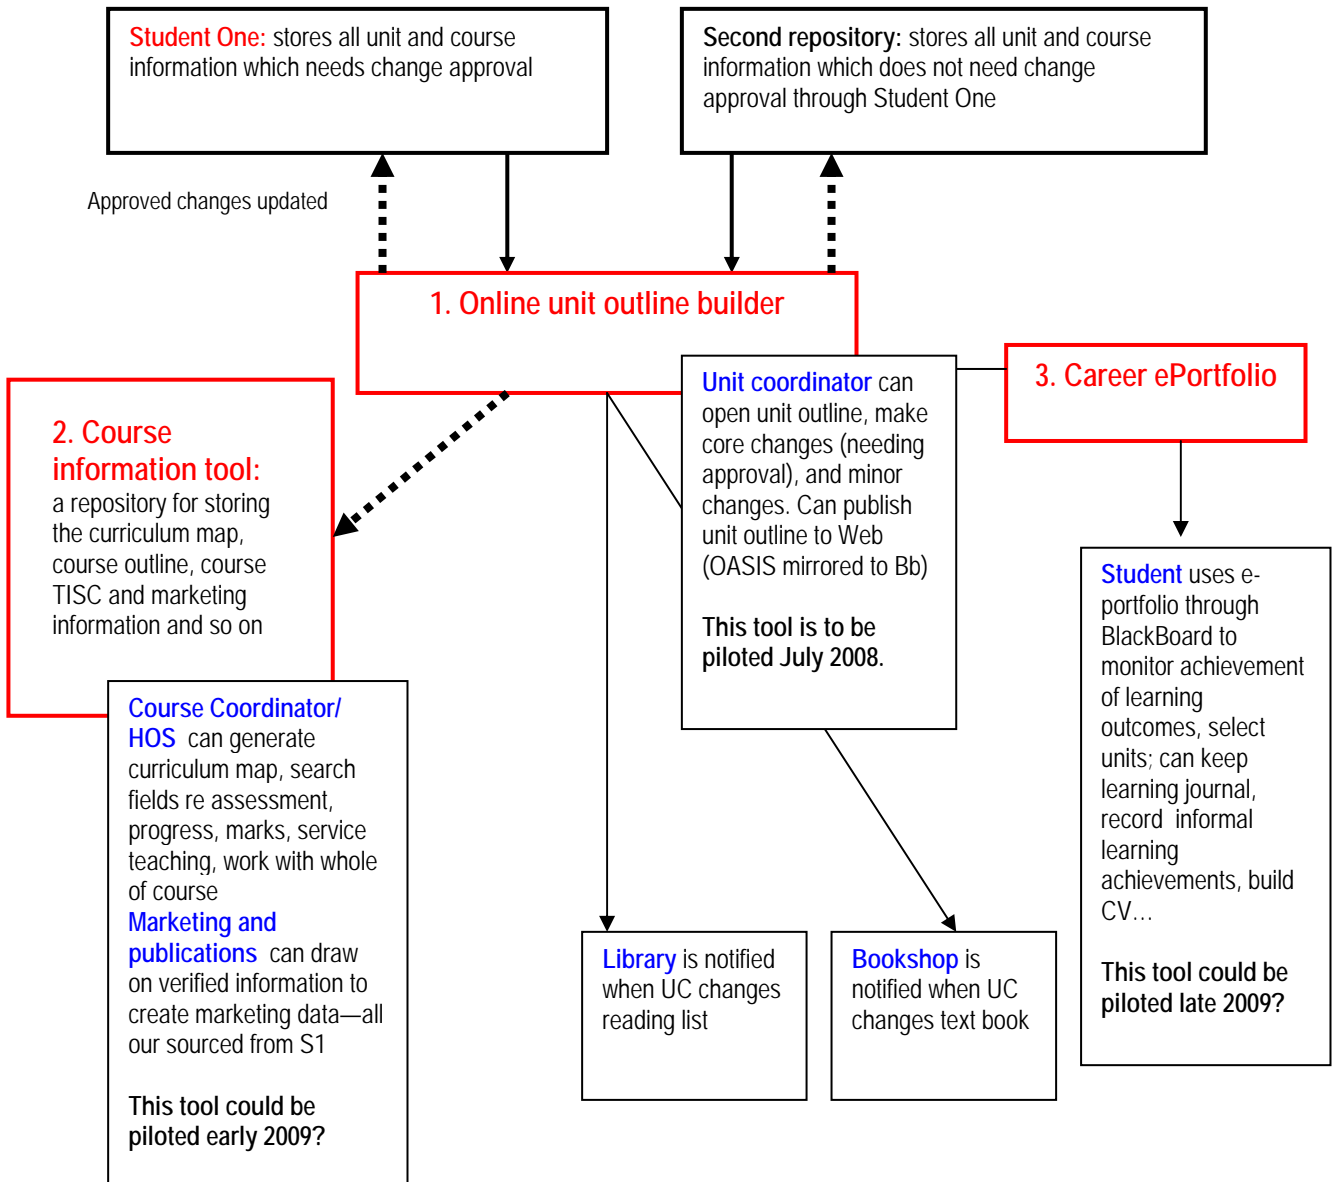 Student One: stores all unit and course
information which needs change approval
Second repository: stores all unit and course
information which does not need change
approval through Student One
Approved changes updated
1. Online unit outline builder
Unit coordinator can
open unit outline, make
core changes (needing
approval), and minor
changes. Can publish
unit outline to Web
(OASIS mirrored to Bb)
This tool is to be
piloted July 2008.
3. Career ePortfolio
2. Course
information tool:
a repository for storing
the curriculum map,
course outline, course
TISC and marketing
information and so on
Course Coordinator/
HOS can generate
curriculum map, search
fields re assessment,
progress, marks, service
teaching, work with whole
of course
Marketing and
publications can draw
on verified information to
create marketing data—all
our sourced from S1
This tool could be
piloted early 2009?
Library is notified
when UC changes
reading list
Bookshop is
notified when UC
changes text book
Student uses e-
portfolio through
BlackBoard to
monitor achievement
of learning
outcomes, select
units; can keep
learning journal,
record informal
learning
achievements, build
CV…
This tool could be
piloted late 2009?